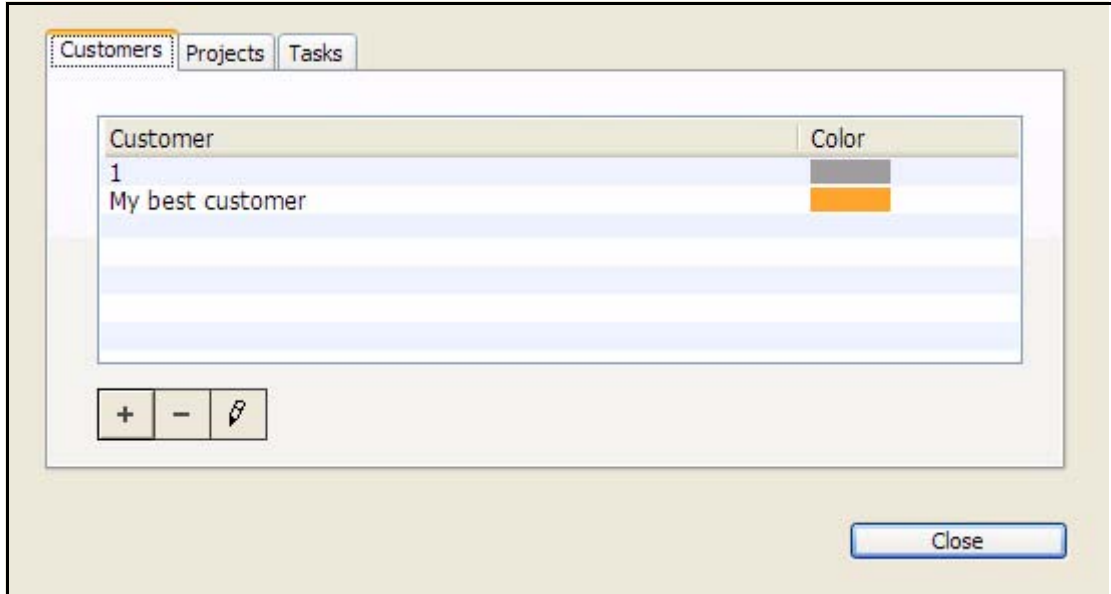 Customers Projects Tasks
Customer Color
1
My best customer
+ −
Close